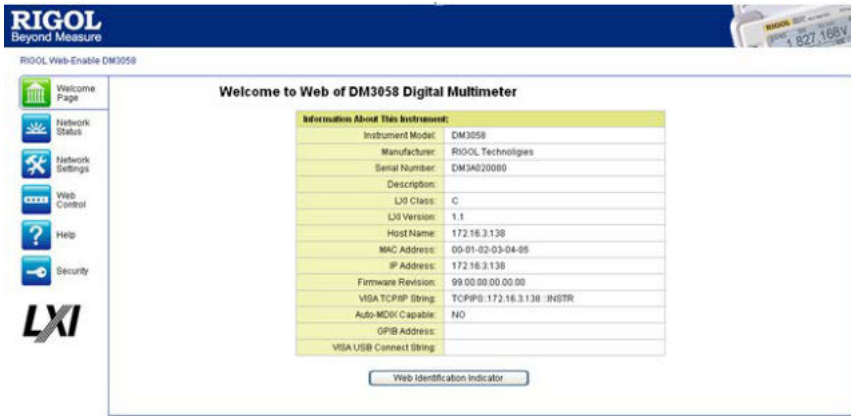 RIGOL
Beyond Measure
RIGOL
1 827,168V
RIGOL Web-Enable DM3058
Welcome
Page
Network
Status
Network
Settings
Web
Control
Help
Security
LXI
Welcome to Web of DM3058 Digital Multimeter
Information About This Instrument:
Instrument Model: DM3058
Manufacturer: RIGOL Technoligies
Serial Number: DM3A020080
Description:
LXI Class: C
LXI Version: 1.1
Host Name: 172.16.3.138
MAC Address: 00-01-02-03-04-05
IP Address: 172.16.3.138
Firmware Revision: 99.00.00.00.00.00
VISA TCP/IP String: TCPIP0::172.16.3.138::INSTR
Auto-MDIX Capable: NO
GPIB Address:
VISA USB Connect String:
Web Identification Indicator